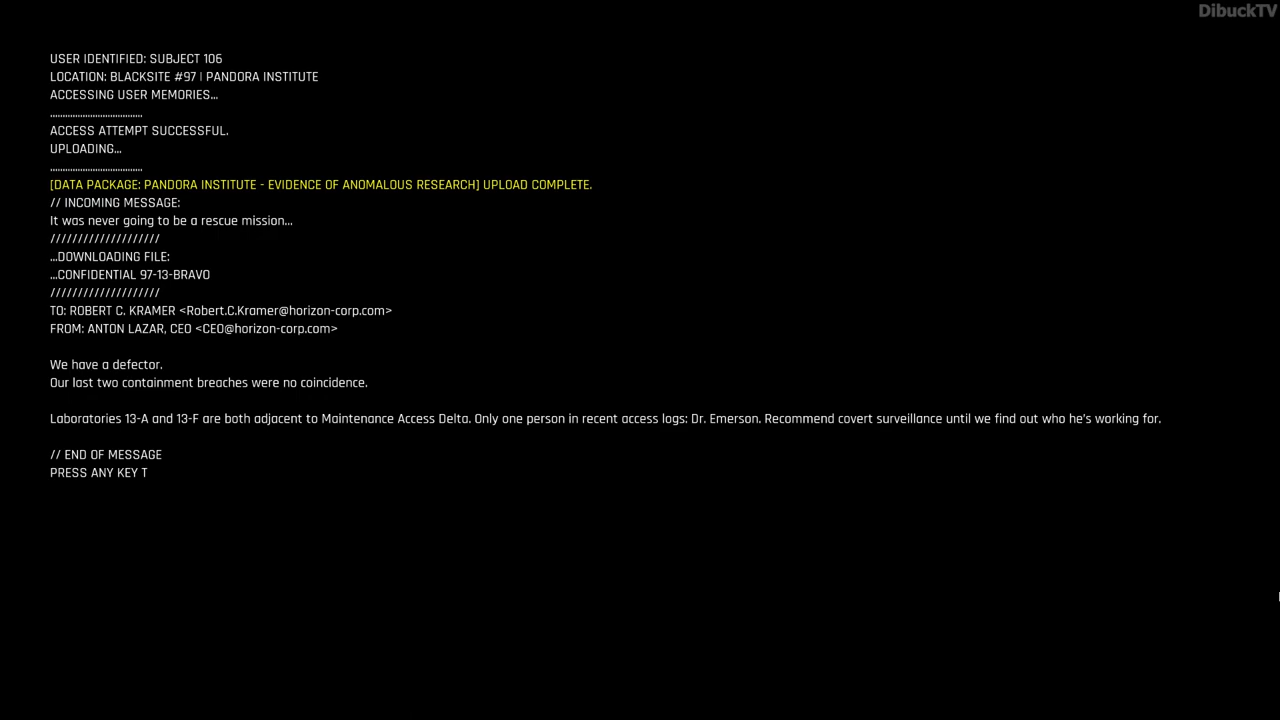 DibuckTV
USER IDENTIFIED: SUBJECT 106
LOCATION: BLACKSITE #97 | PANDORA INSTITUTE
ACCESSING USER MEMORIES...
.....................................
ACCESS ATTEMPT SUCCESSFUL.
UPLOADING...
.....................................
[DATA PACKAGE: PANDORA INSTITUTE - EVIDENCE OF ANOMALOUS RESEARCH] UPLOAD COMPLETE.
// INCOMING MESSAGE:
It was never going to be a rescue mission...
////////////////////
...DOWNLOADING FILE:
...CONFIDENTIAL 97-13-BRAVO
////////////////////
TO: ROBERT C. KRAMER <Robert.C.Kramer@horizon-corp.com>
FROM: ANTON LAZAR, CEO <CEO@horizon-corp.com>
We have a defector.
Our last two containment breaches were no coincidence.
Laboratories 13-A and 13-F are both adjacent to Maintenance Access Delta. Only one person in recent access logs: Dr. Emerson. Recommend covert surveillance until we find out who he's working for.
// END OF MESSAGE
PRESS ANY KEY T